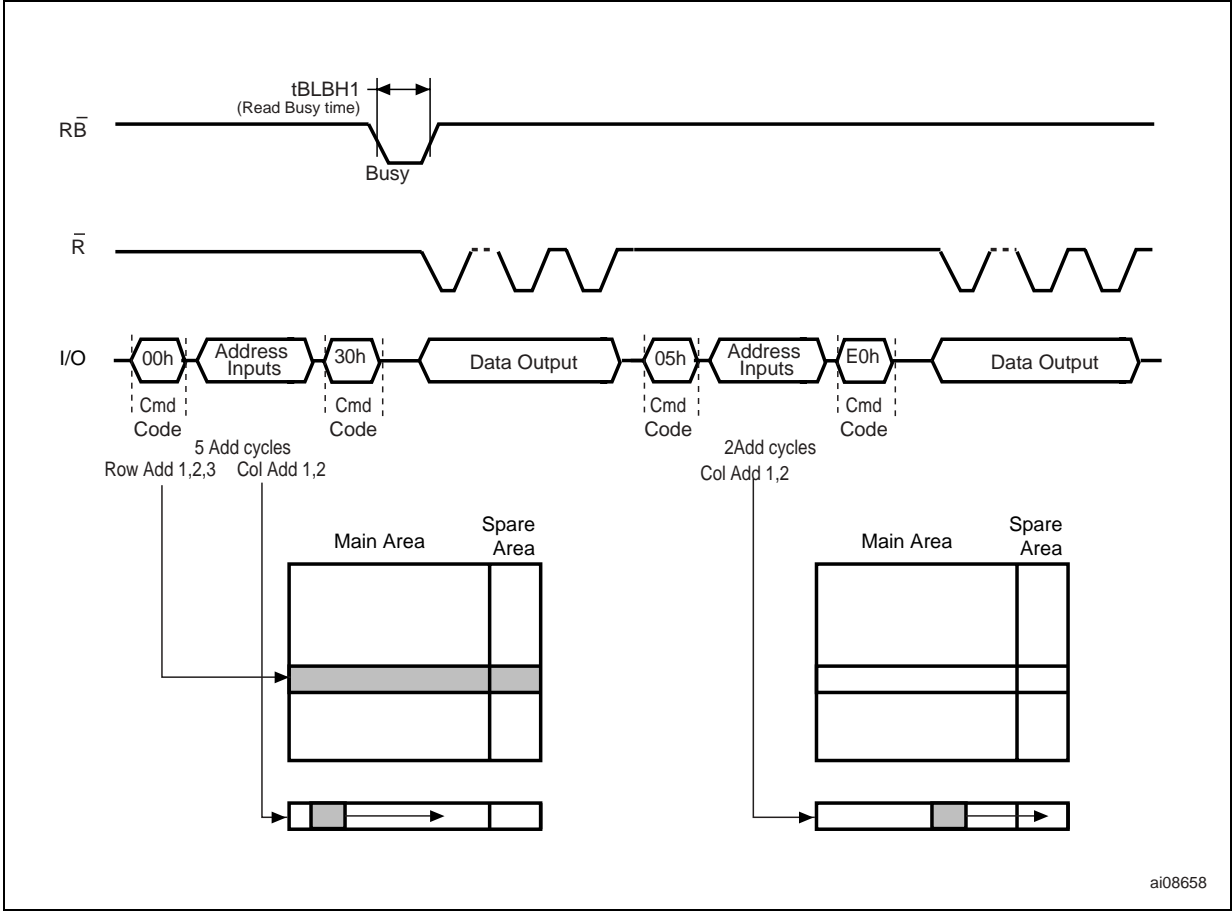 tBLBH1
(Read Busy time)
RB̅
Busy
R̅
I/O
00h
Address
Inputs
30h
Data Output
05h
Address
Inputs
E0h
Data Output
Cmd
Code
Cmd
Code
Cmd
Code
Cmd
Code
5 Add cycles
Row Add 1,2,3 Col Add 1,2
2Add cycles
Col Add 1,2
Main Area
Spare
Area
Main Area
Spare
Area
ai08658